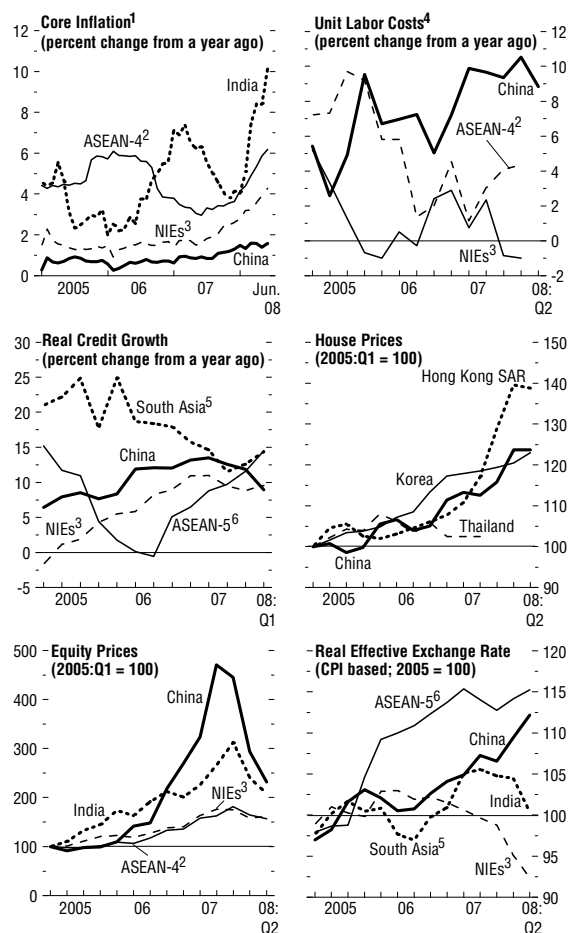 Core Inflation¹
(percent change from a year ago)
12
10
8
6
4
2
0
India
ASEAN-4²
NIEs³
China
2005
06
07
Jun.
08
Unit Labor Costs⁴
(percent change from a year ago)
12
10
8
6
4
2
0
-2
China
ASEAN-4²
NIEs³
2005
06
07
08:
Q2
Real Credit Growth
(percent change from a year ago)
30
25
20
15
10
5
0
-5
South Asia⁵
China
NIEs³
ASEAN-5⁶
2005
06
07
08:
Q1
House Prices
(2005:Q1 = 100)
150
140
130
120
110
100
90
Hong Kong SAR
Korea
Thailand
China
2005
06
07
08:
Q2
Equity Prices
(2005:Q1 = 100)
500
400
300
200
100
0
China
India
NIEs³
ASEAN-4²
2005
06
07
08:
Q2
Real Effective Exchange Rate
(CPI based; 2005 = 100)
120
115
110
105
100
95
90
ASEAN-5⁶
China
India
South Asia⁵
NIEs³
2005
06
07
08:
Q2